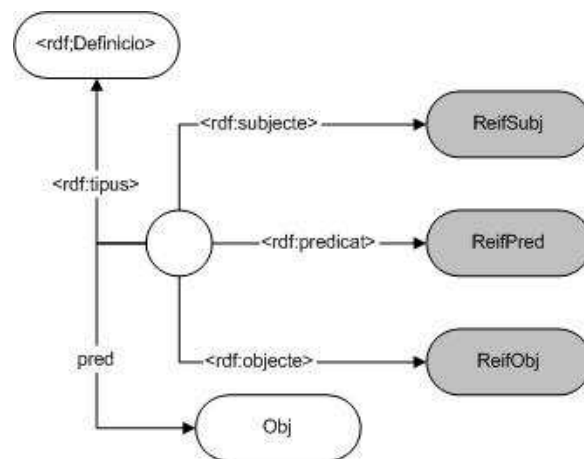 <rdf;Definicio>
<rdf:subjecte>
ReifSubj
<rdf:tipus>
<rdf:predicat>
ReifPred
pred
<rdf:objecte>
ReifObj
Obj